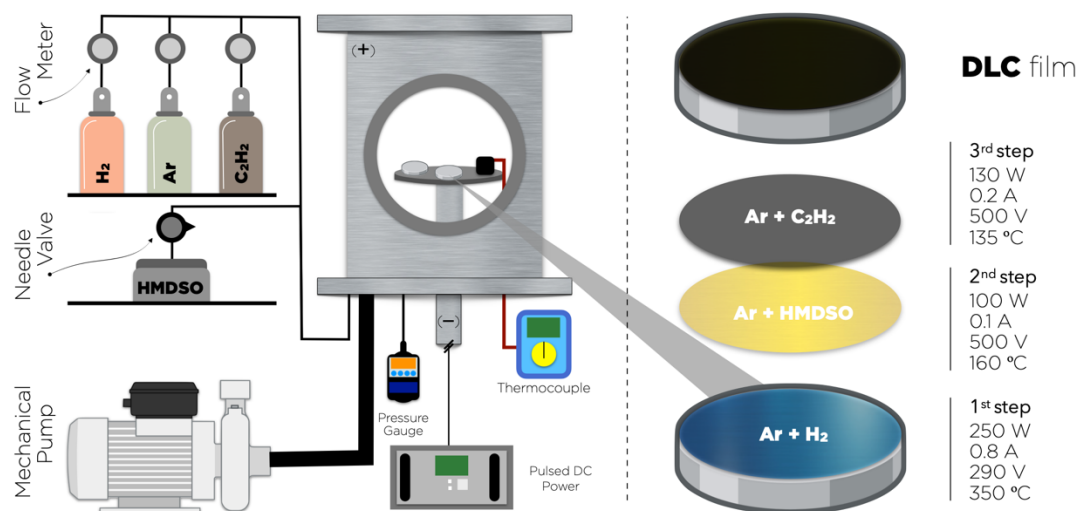 Flow
Meter
H₂
Ar
C₂H₂
Needle
Valve
HMDSO
Mechanical
Pump
(+)
(−)
Pressure
Gauge
Thermocouple
Pulsed DC
Power
DLC film
3rd step
130 W
0.2 A
500 V
135 ºC
Ar + C₂H₂
2nd step
100 W
0.1 A
500 V
160 ºC
Ar + HMDSO
1st step
250 W
0.8 A
290 V
350 ºC
Ar + H₂